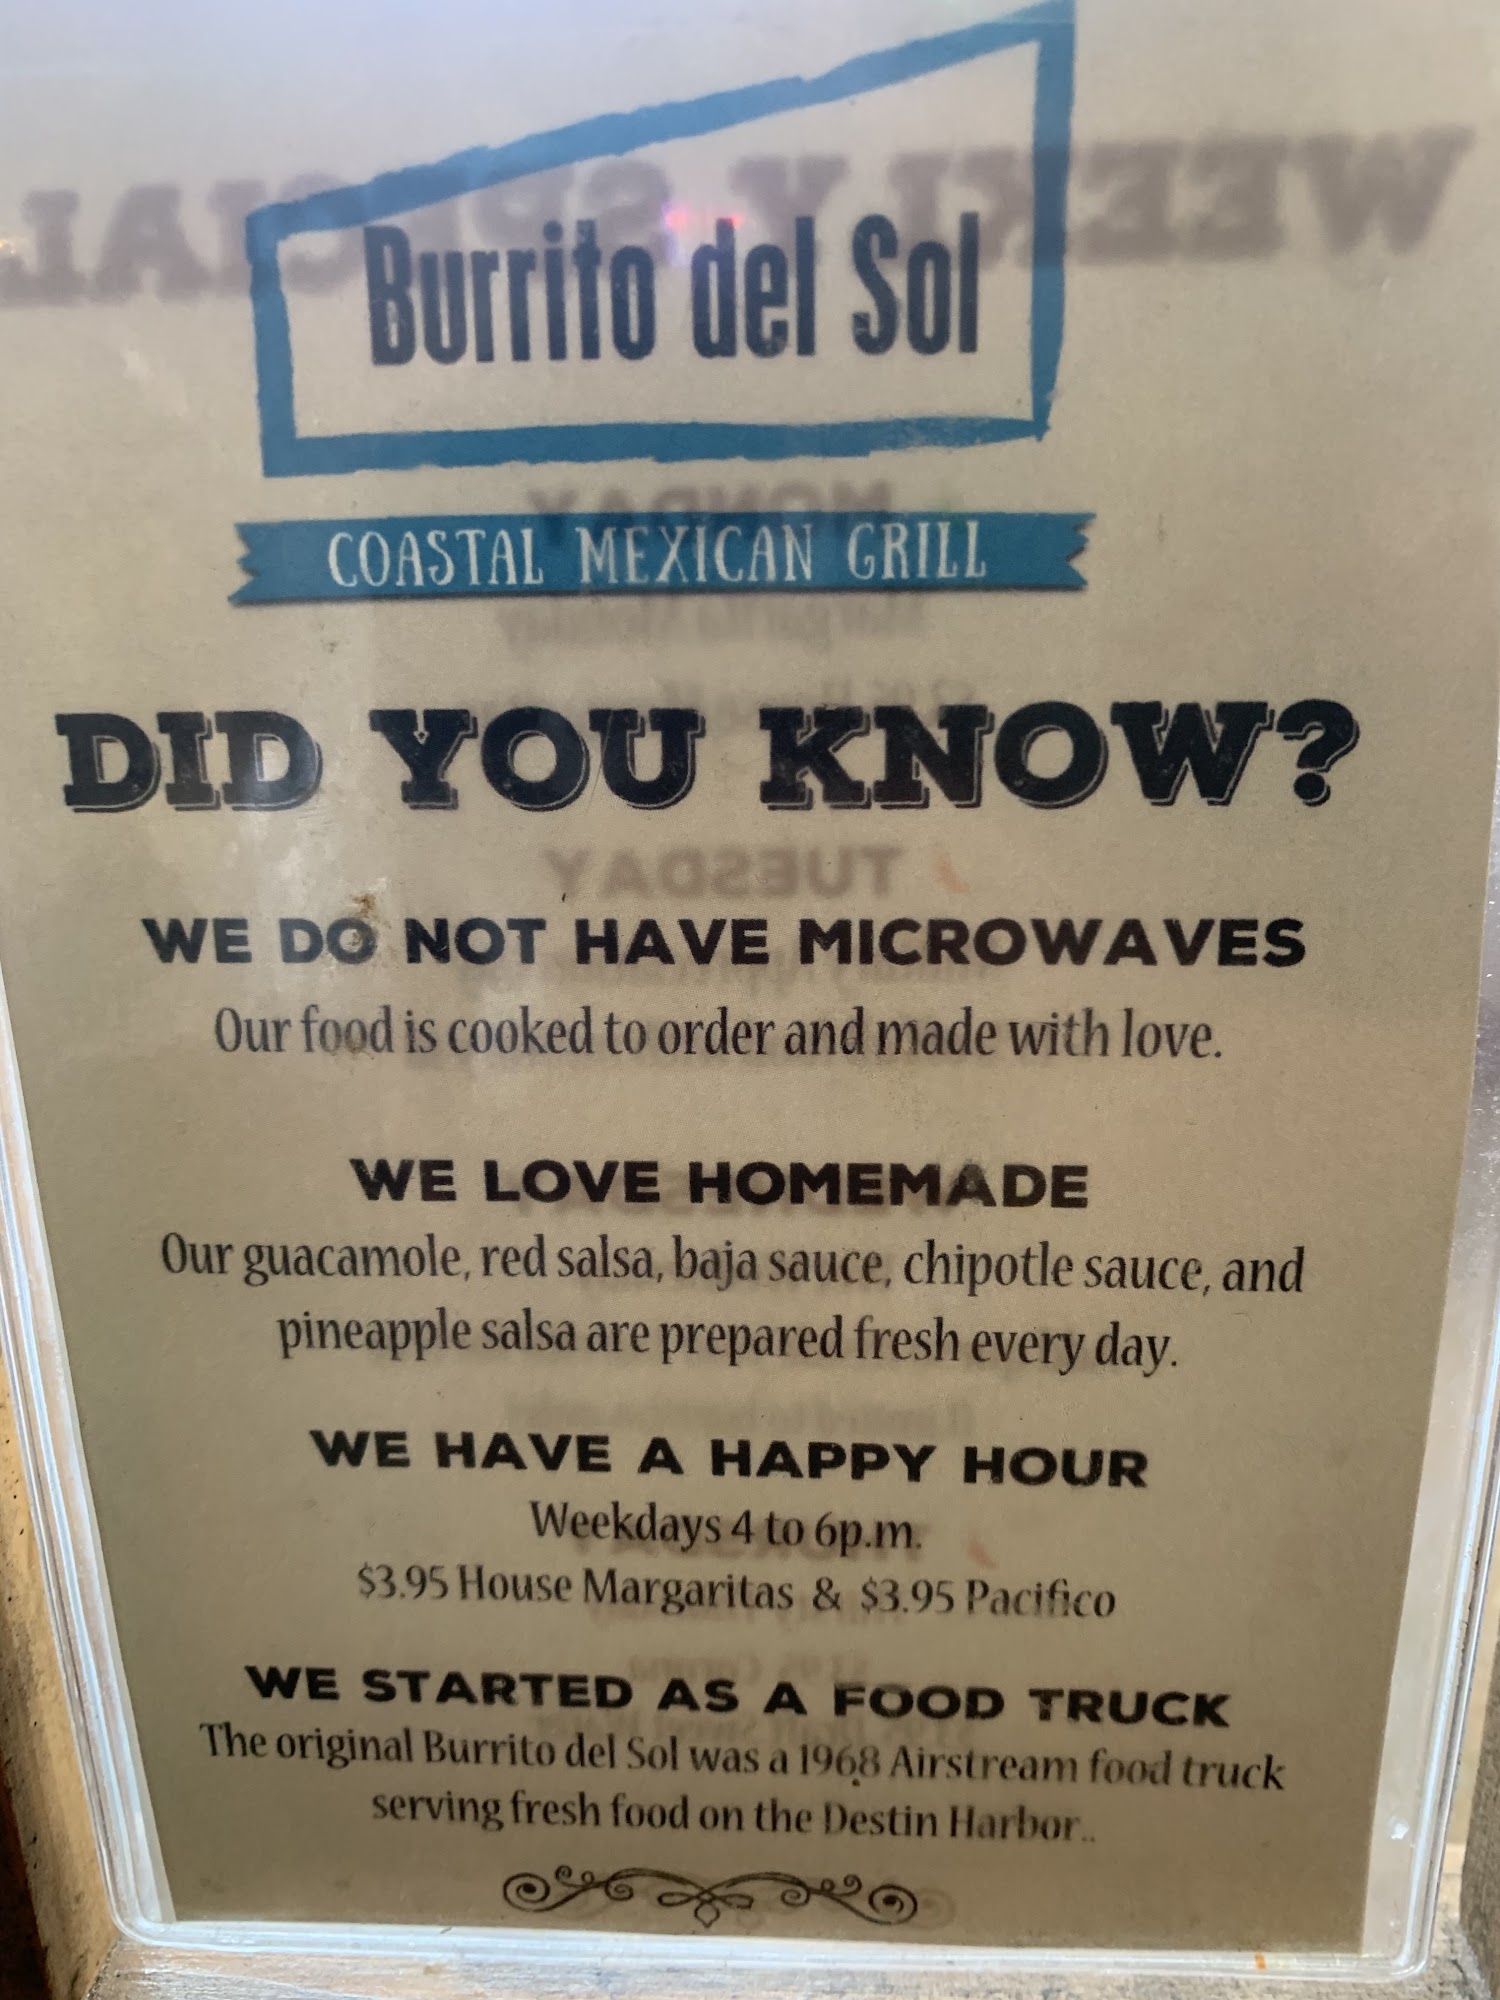 Burrito del Sol
COASTAL MEXICAN GRILL
DID YOU KNOW?
WE DO NOT HAVE MICROWAVES
Our food is cooked to order and made with love.
WE LOVE HOMEMADE
Our guacamole, red salsa, baja sauce, chipotle sauce, and
pineapple salsa are prepared fresh every day.
WE HAVE A HAPPY HOUR
Weekdays 4 to 6p.m.
$3.95 House Margaritas & $3.95 Pacifico
WE STARTED AS A FOOD TRUCK
The original Burrito del Sol was a 1968 Airstream food truck
serving fresh food on the Destin Harbor..
WEEKLY SPECIAL
MONDAY
TUESDAY